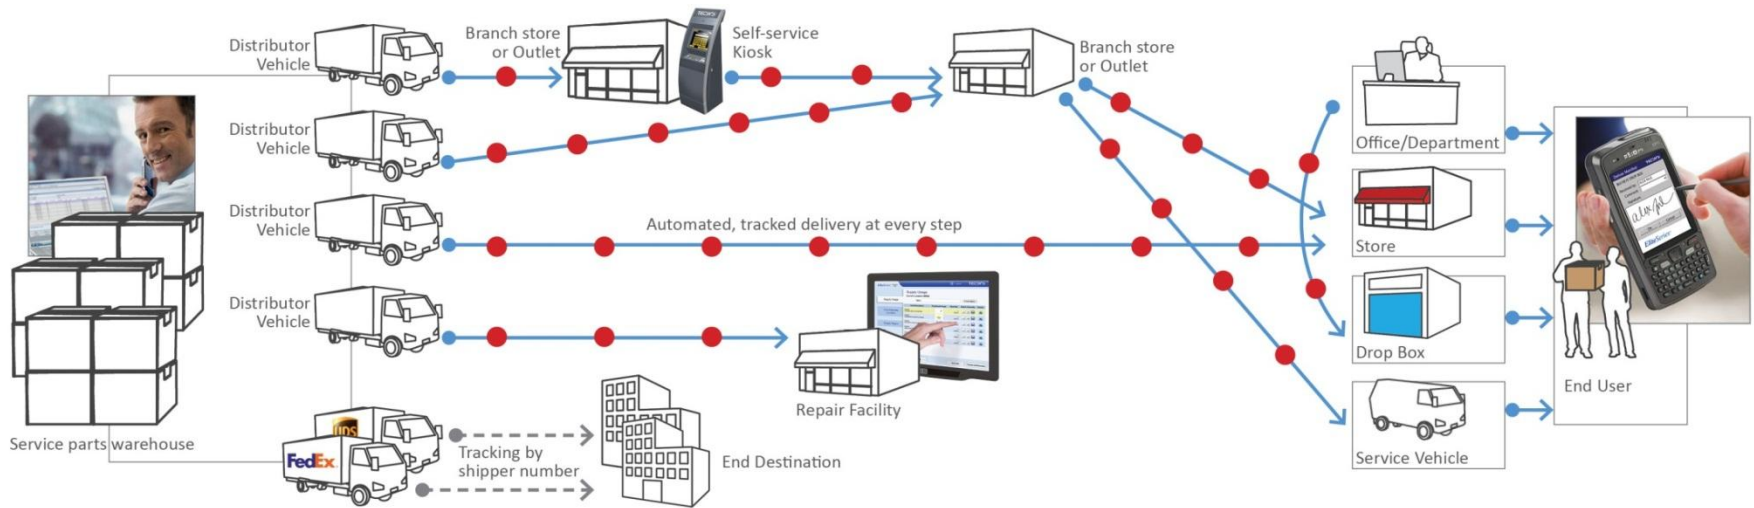 Distributor
Vehicle
Branch store
or Outlet
Self-service
Kiosk
Branch store
or Outlet
Distributor
Vehicle
Office/Department
Distributor
Vehicle
Automated, tracked delivery at every step
Store
Distributor
Vehicle
Drop Box
End User
Repair Facility
Service parts warehouse
UPS
FedEx
Tracking by
shipper number
End Destination
Service Vehicle